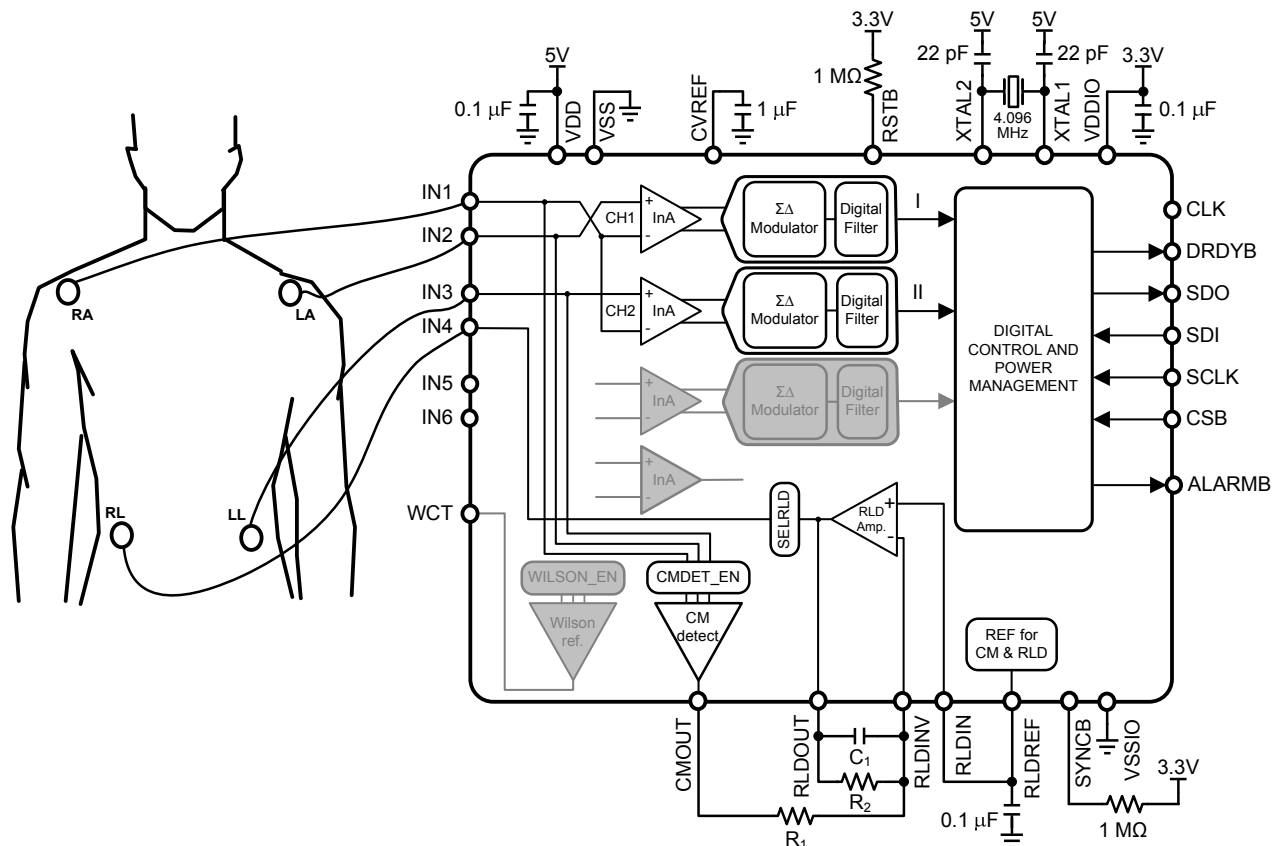 3.3V
5V
5V
22 pF
22 pF
3.3V
5V
1 MΩ
0.1 µF
1 µF
0.1 µF
4.096
MHz
VDD
VSS
CVREF
RSTB
XTAL2
XTAL1
VDDIO
IN1
IN2
IN3
IN4
IN5
IN6
WCT
RA
LA
RL
LL
CH1
+
-
InA
ΣΔ
Modulator
Digital
Filter
I
CH2
+
-
InA
ΣΔ
Modulator
Digital
Filter
II
+
-
InA
ΣΔ
Modulator
Digital
Filter
+
-
InA
DIGITAL
CONTROL AND
POWER
MANAGEMENT
CLK
DRDYB
SDO
SDI
SCLK
CSB
ALARMB
SELRLD
RLD
Amp.
+
-
WILSON_EN
Wilson
ref.
CMDET_EN
CM
detect
REF for
CM & RLD
CMOUT
RLDOUT
RLDINV
RLDIN
RLDREF
SYNCB
VSSIO
C₁
R₂
R₁
0.1 µF
3.3V
1 MΩ